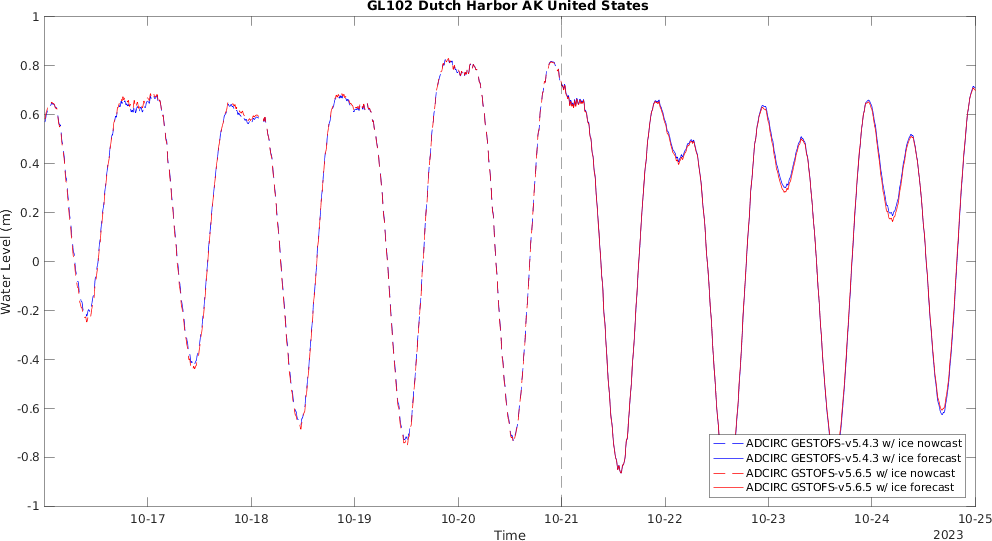 GL102 Dutch Harbor AK United States
1
0.8
0.6
0.4
0.2
0
-0.2
-0.4
-0.6
-0.8
-1
Water Level (m)
ADCIRC GESTOFS-v5.4.3 w/ ice nowcast
ADCIRC GESTOFS-v5.4.3 w/ ice forecast
ADCIRC GSTOFS-v5.6.5 w/ ice nowcast
ADCIRC GSTOFS-v5.6.5 w/ ice forecast
10-17 10-18 10-19 10-20 10-21 10-22 10-23 10-24 10-25
Time 2023